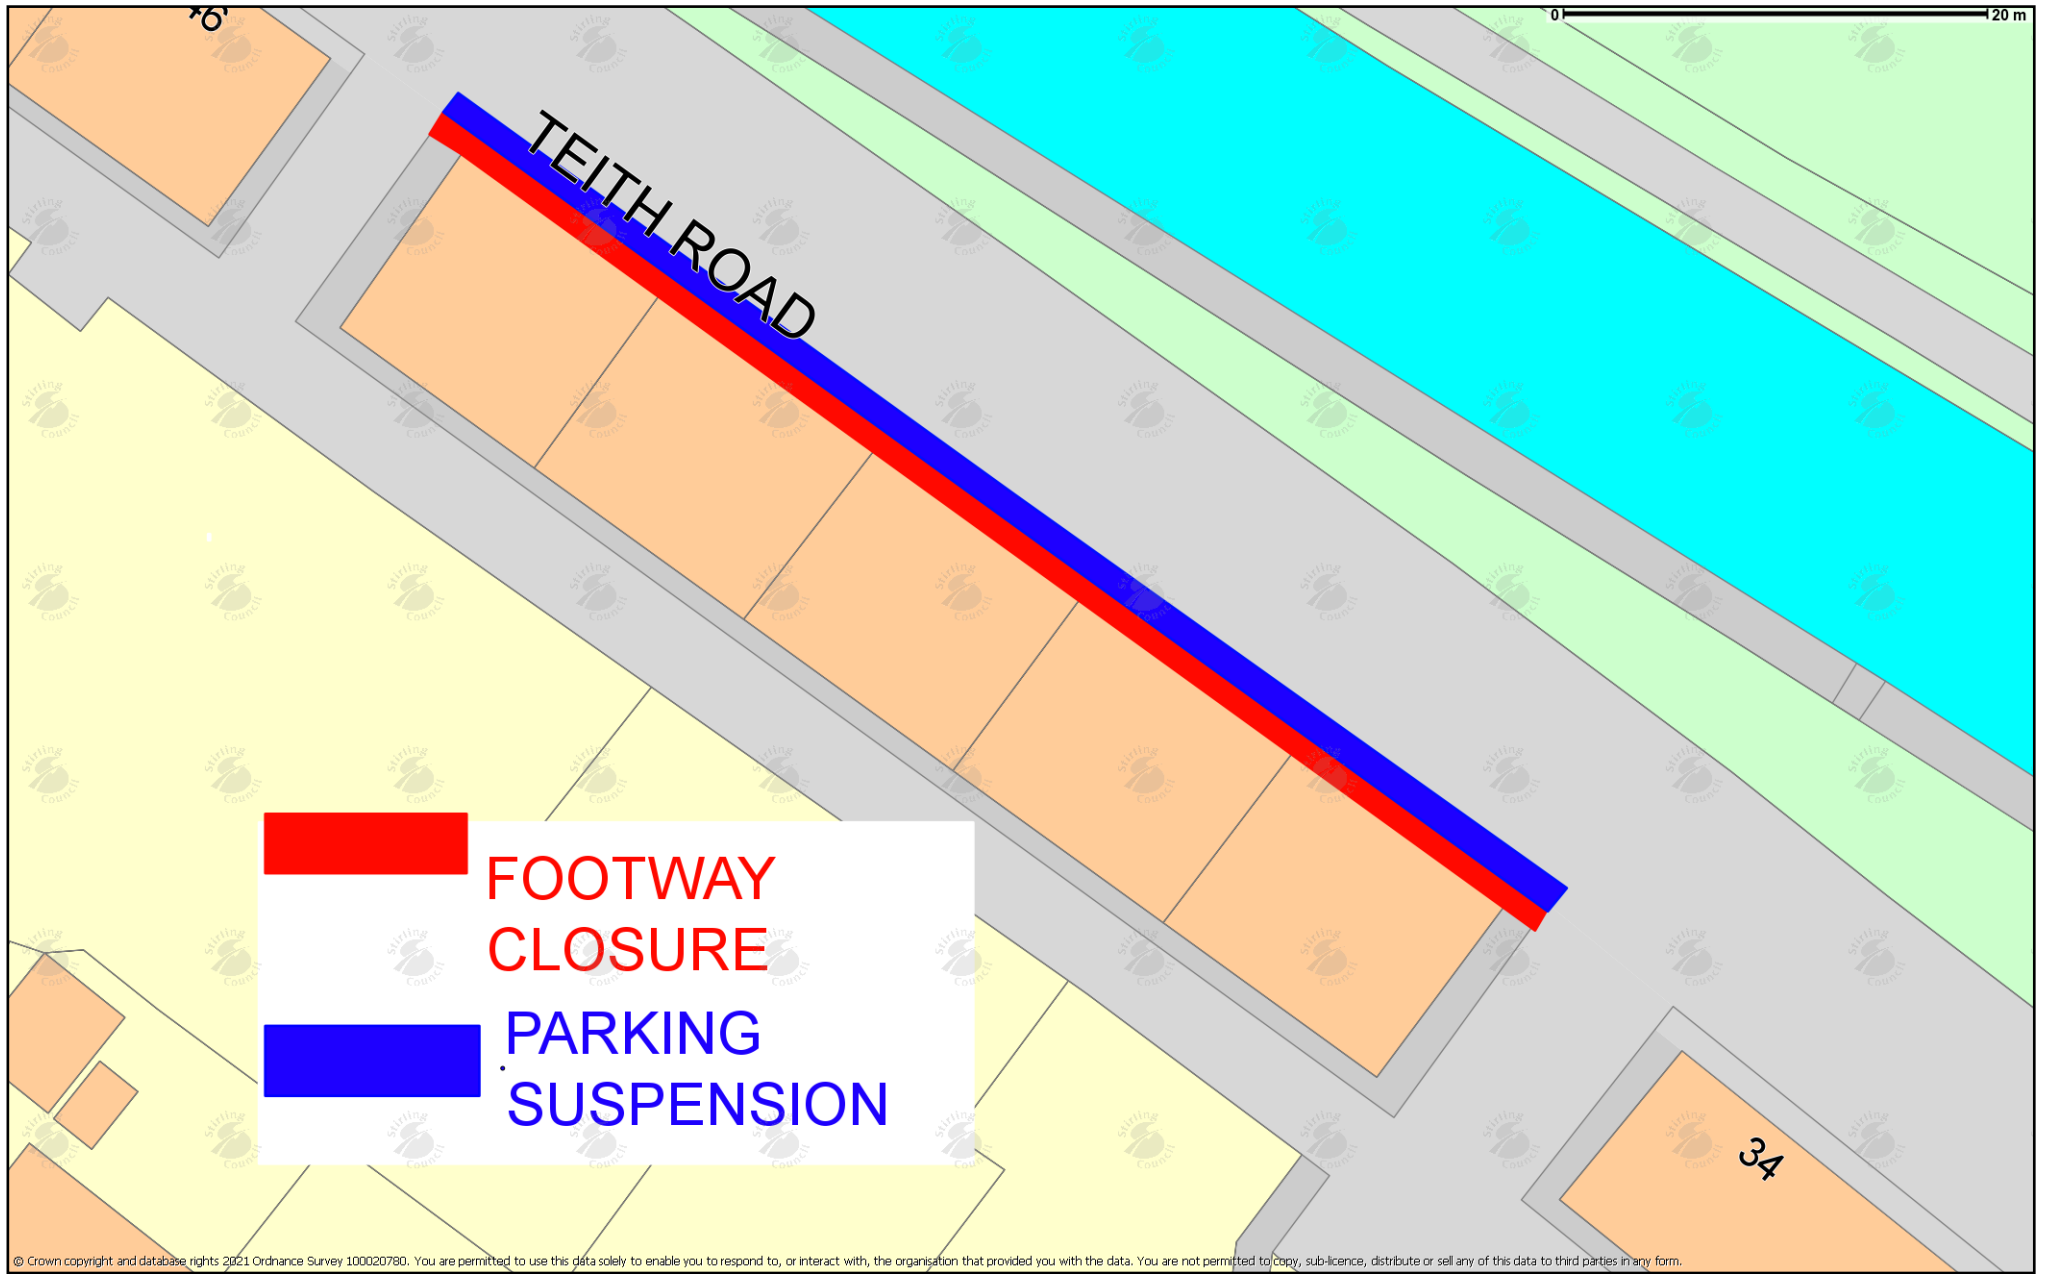 46
0 20 m
TEITH ROAD
FOOTWAY
CLOSURE
PARKING
SUSPENSION
34
Stirling Council
© Crown copyright and database rights 2021 Ordnance Survey 100020780. You are permitted to use this data solely to enable you to respond to, or interact with, the organisation that provided you with the data. You are not permitted to copy, sub-licence, distribute or sell any of this data to third parties in any form.